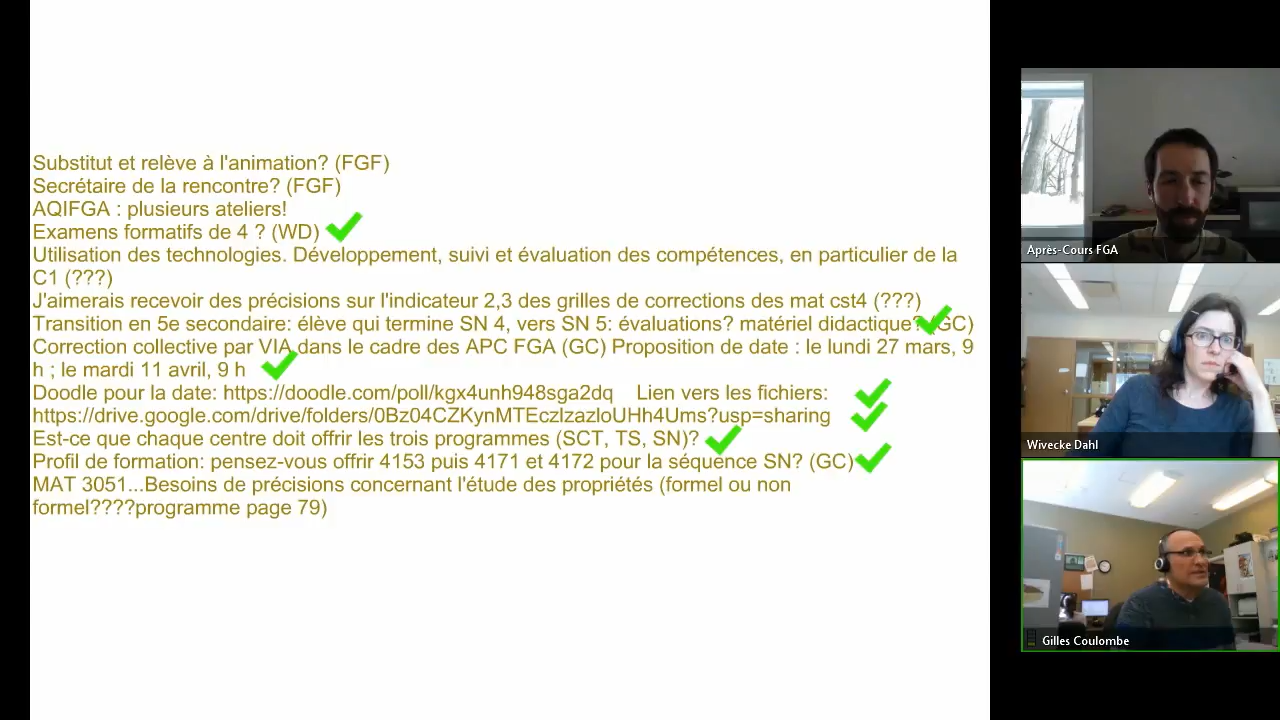 Substitut et relève à l'animation? (FGF)
Secrétaire de la rencontre? (FGF)
AQIFGA : plusieurs ateliers!
Examens formatifs de 4 ? (WD)
Utilisation des technologies. Développement, suivi et évaluation des compétences, en particulier de la
C1 (???)
J'aimerais recevoir des précisions sur l'indicateur 2,3 des grilles de corrections des mat cst4 (???)
Transition en 5e secondaire: élève qui termine SN 4, vers SN 5: évaluations? matériel didactique? (GC)
Correction collective par VIA dans le cadre des APC FGA (GC) Proposition de date : le lundi 27 mars, 9
h ; le mardi 11 avril, 9 h
Doodle pour la date: https://doodle.com/poll/kgx4unh948sga2dq Lien vers les fichiers:
https://drive.google.com/drive/folders/0Bz04CZKynMTEczlzazloUHh4Ums?usp=sharing
Est-ce que chaque centre doit offrir les trois programmes (SCT, TS, SN)?
Profil de formation: pensez-vous offrir 4153 puis 4171 et 4172 pour la séquence SN? (GC)
MAT 3051...Besoins de précisions concernant l'étude des propriétés (formel ou non
formel????programme page 79)
Après-Cours FGA
Wivecke Dahl
Gilles Coulombe